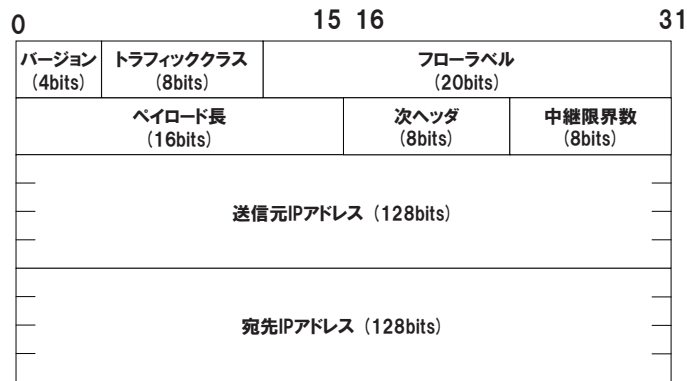 0 15 16 31
バージョン トラフィッククラス フローラベル
(4bits) (8bits) (20bits)
ペイロード長 次ヘッダ 中継限界数
(16bits) (8bits) (8bits)
送信元IPアドレス (128bits)
宛先IPアドレス (128bits)